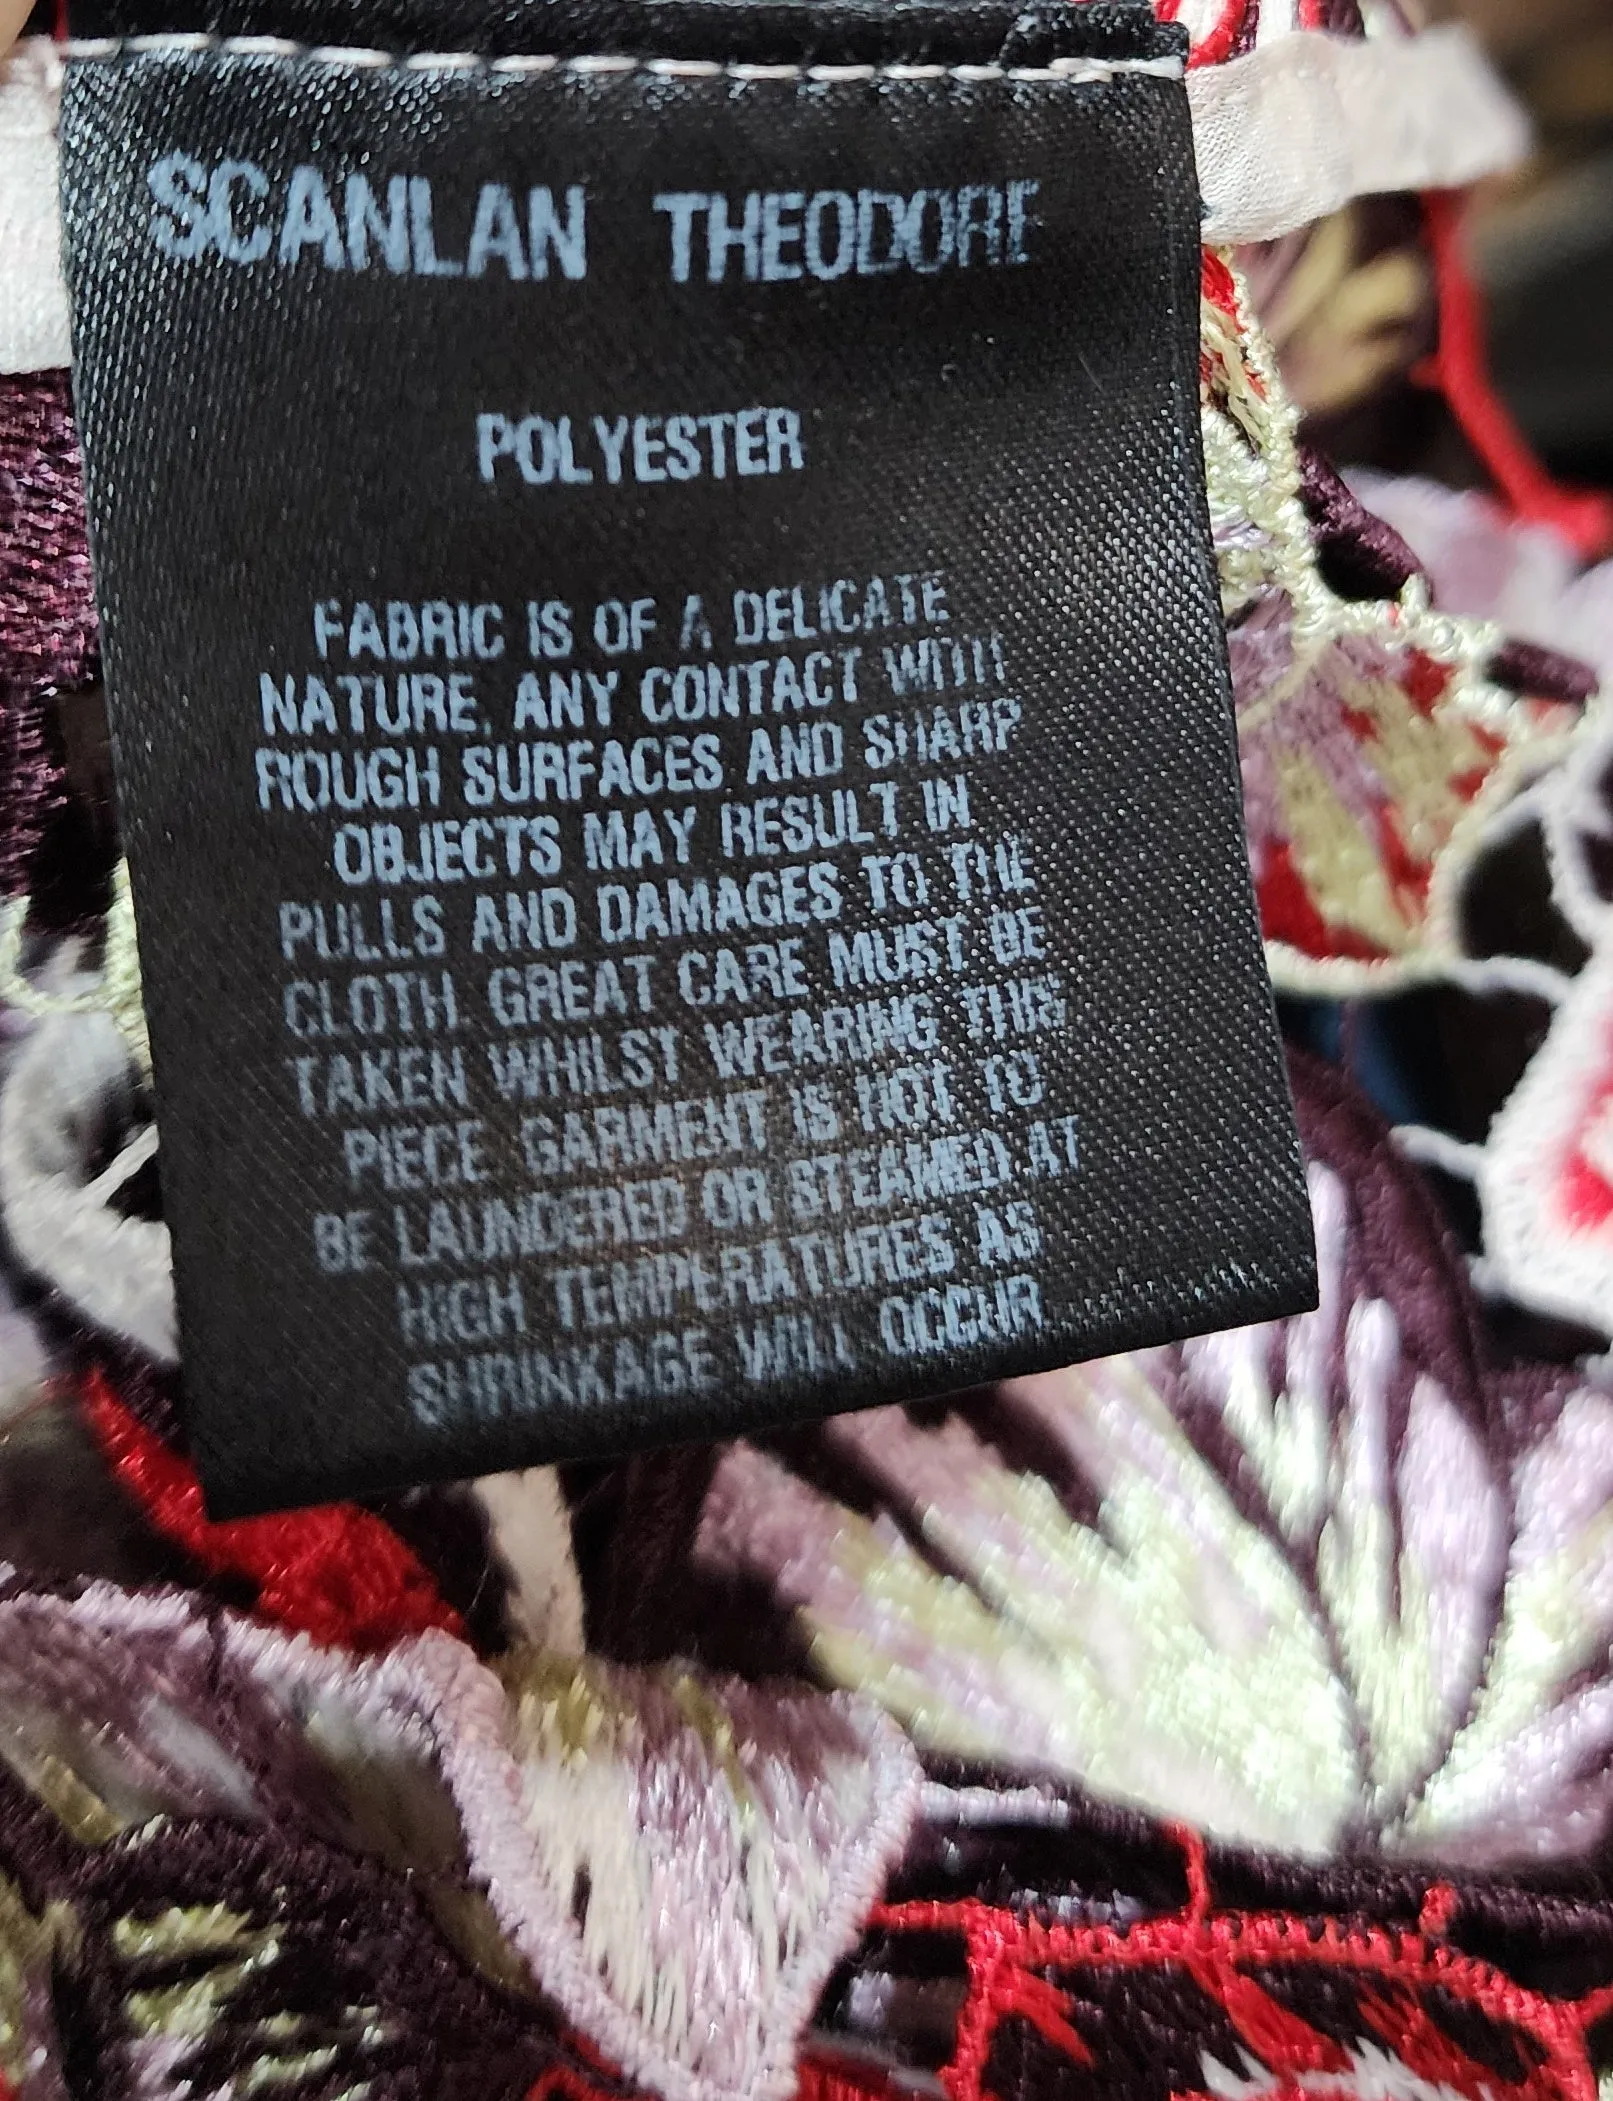 SCANLAN THEODORE
POLYESTER
FABRIC IS OF A DELICATE
NATURE. ANY CONTACT WITH
ROUGH SURFACES AND SHARP
OBJECTS MAY RESULT IN
PULLS AND DAMAGES TO THE
CLOTH. GREAT CARE MUST BE
TAKEN WHILST WEARING THIS
PIECE. GARMENT IS NOT TO
BE LAUNDERED OR STEAMED AT
HIGH TEMPERATURES AS
SHRINKAGE WILL OCCUR